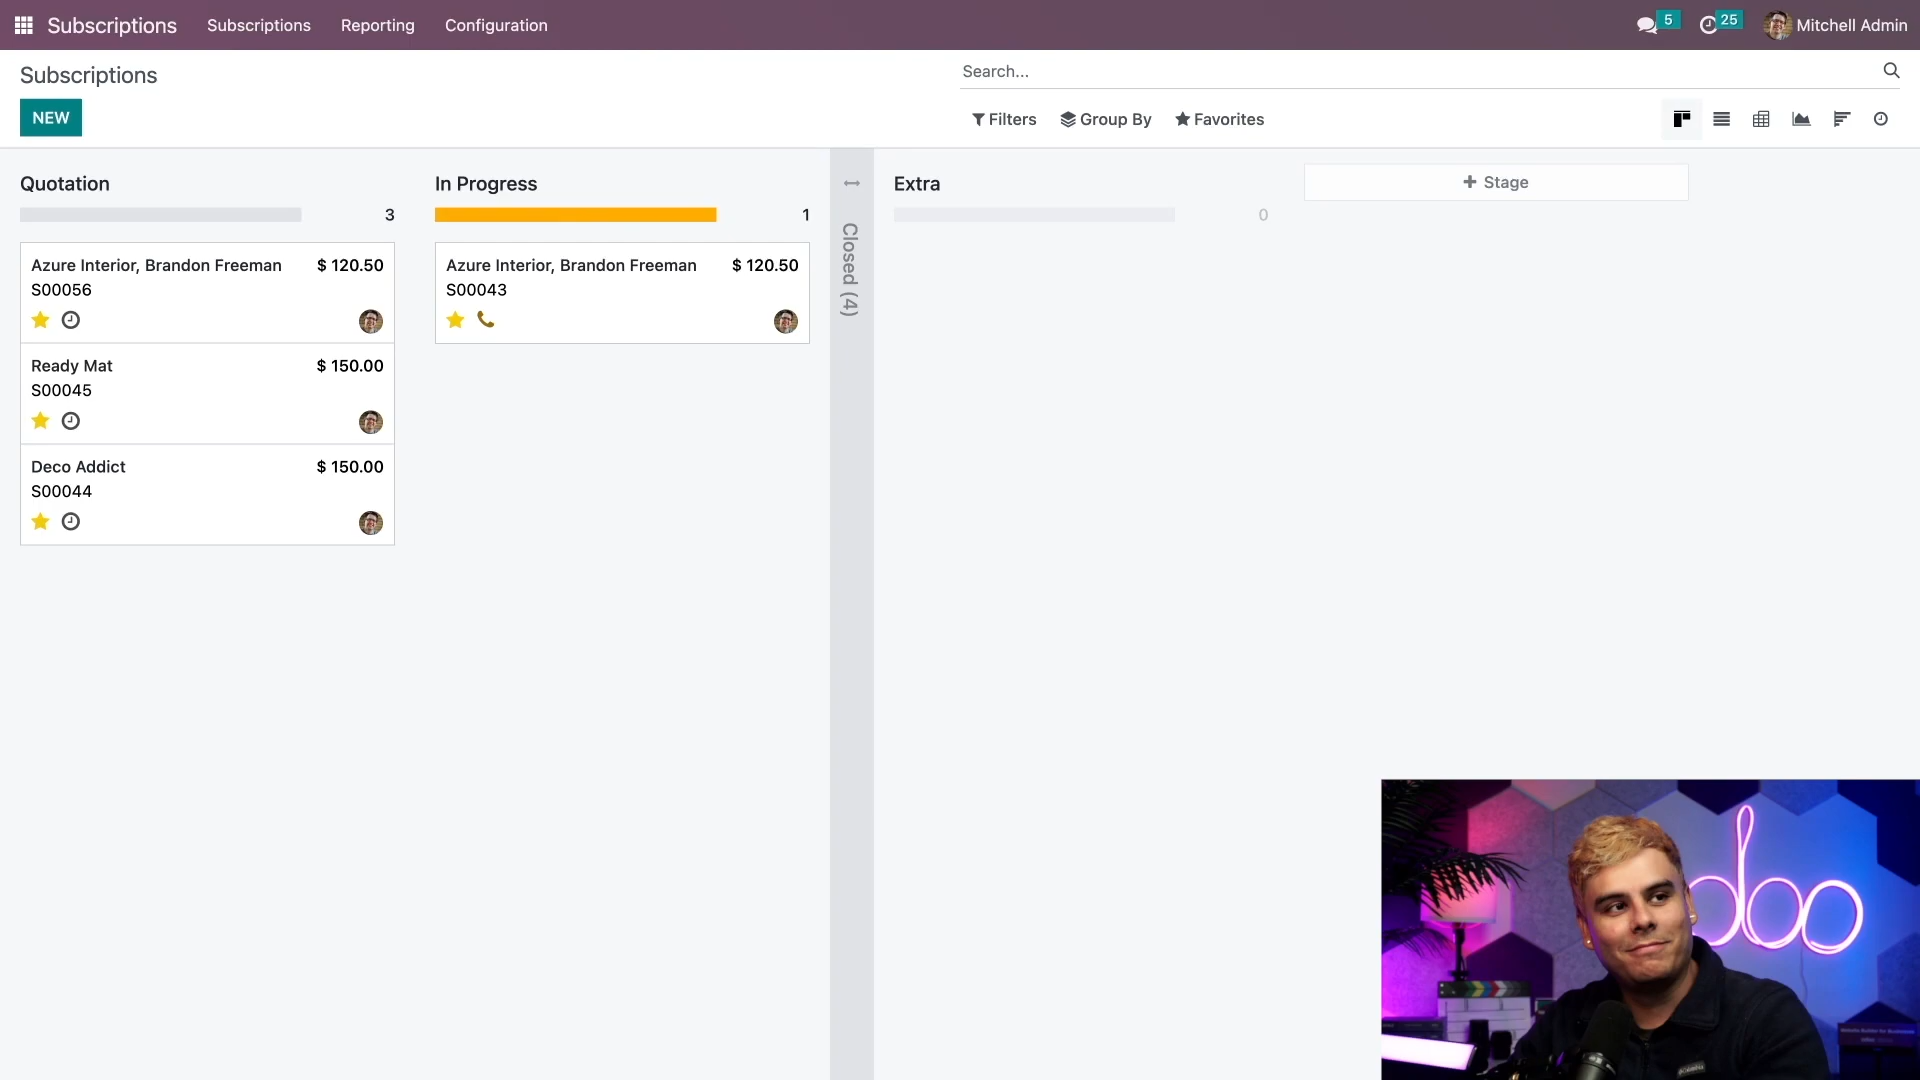 Subscriptions Subscriptions Reporting Configuration 5 25 Mitchell Admin
Subscriptions
Search...
NEW
Filters Group By Favorites
Quotation
3
Azure Interior, Brandon Freeman $ 120.50
S00056
Ready Mat $ 150.00
S00045
Deco Addict $ 150.00
S00044
In Progress
1
Azure Interior, Brandon Freeman $ 120.50
S00043
Closed (4)
Extra
0
+ Stage
odoo
Columbia